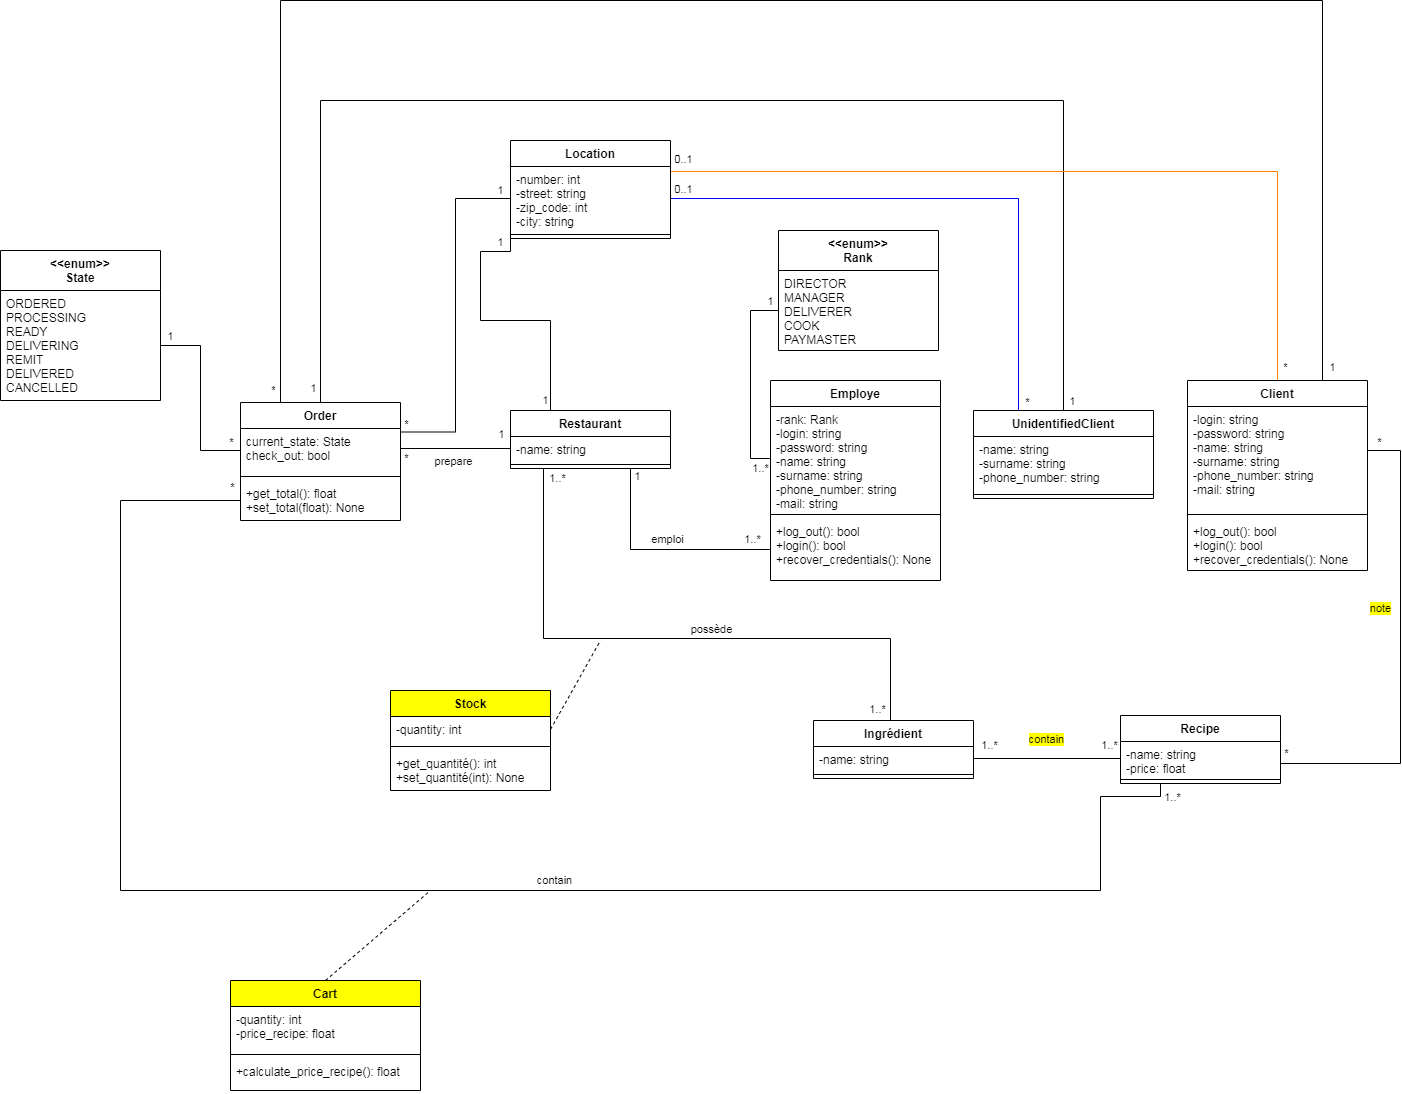 Location
-number: int
-street: string
-zip_code: int
-city: string
0..1
0..1
1
1
<<enum>>
Rank
DIRECTOR
MANAGER
DELIVERER
COOK
PAYMASTER
1
<<enum>>
State
ORDERED
PROCESSING
READY
DELIVERING
REMIT
DELIVERED
CANCELLED
1
*
1
*
*
*
*
Order
current_state: State
check_out: bool
+get_total(): float
+set_total(float): None
prepare
1
1
Restaurant
-name: string
1..*
1
emploi
1..*
1..*
Employe
-rank: Rank
-login: string
-password: string
-name: string
-surname: string
-phone_number: string
-mail: string
+log_out(): bool
+login(): bool
+recover_credentials(): None
*
1
UnidentifiedClient
-name: string
-surname: string
-phone_number: string
*
1
Client
-login: string
-password: string
-name: string
-surname: string
-phone_number: string
-mail: string
+log_out(): bool
+login(): bool
+recover_credentials(): None
*
note
possède
Stock
-quantity: int
+get_quantité(): int
+set_quantité(int): None
1..*
Ingrédient
-name: string
1..*
contain
1..*
Recipe
-name: string
-price: float
*
1..*
contain
Cart
-quantity: int
-price_recipe: float
+calculate_price_recipe(): float